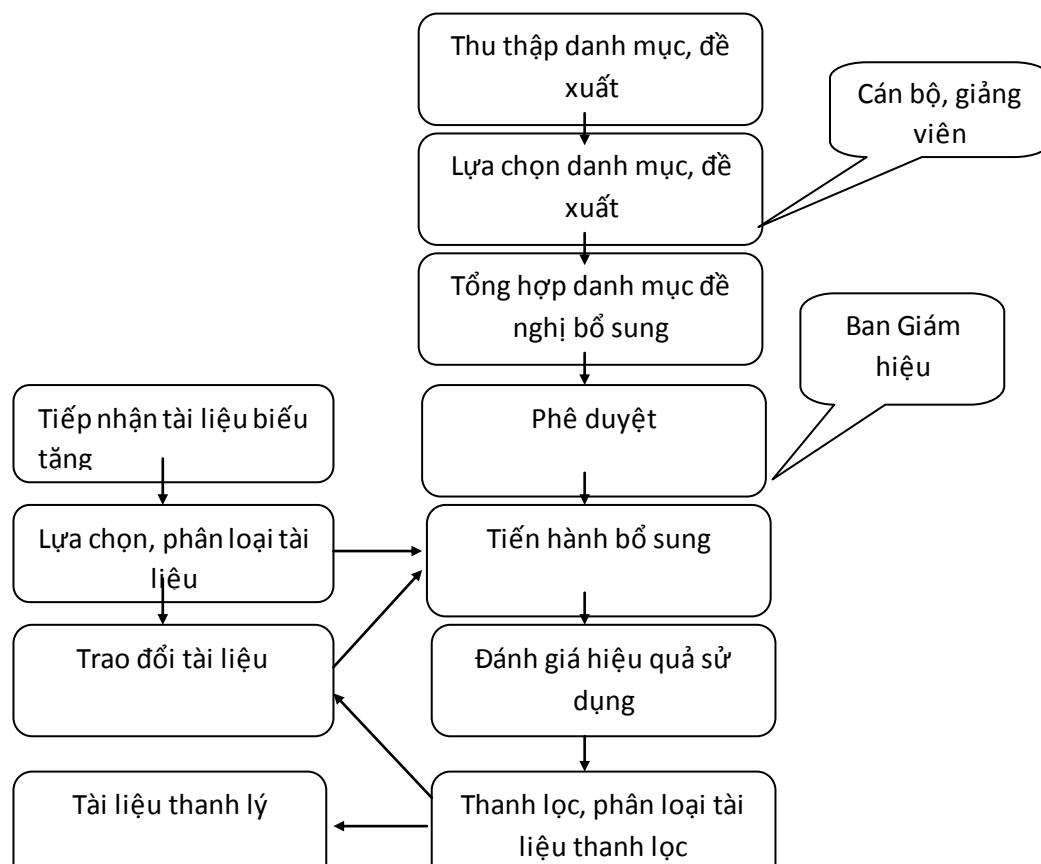 Thu thập danh mục, đề
xuất
Cán bộ, giảng
viên
Lựa chọn danh mục, đề
xuất
Tổng hợp danh mục đề
nghị bổ sung
Ban Giám
hiệu
Tiếp nhận tài liệu biếu
tặng
Phê duyệt
Lựa chọn, phân loại tài
liệu
Tiến hành bổ sung
Trao đổi tài liệu
Đánh giá hiệu quả sử
dụng
Tài liệu thanh lý
Thanh lọc, phân loại tài
liệu thanh lọc